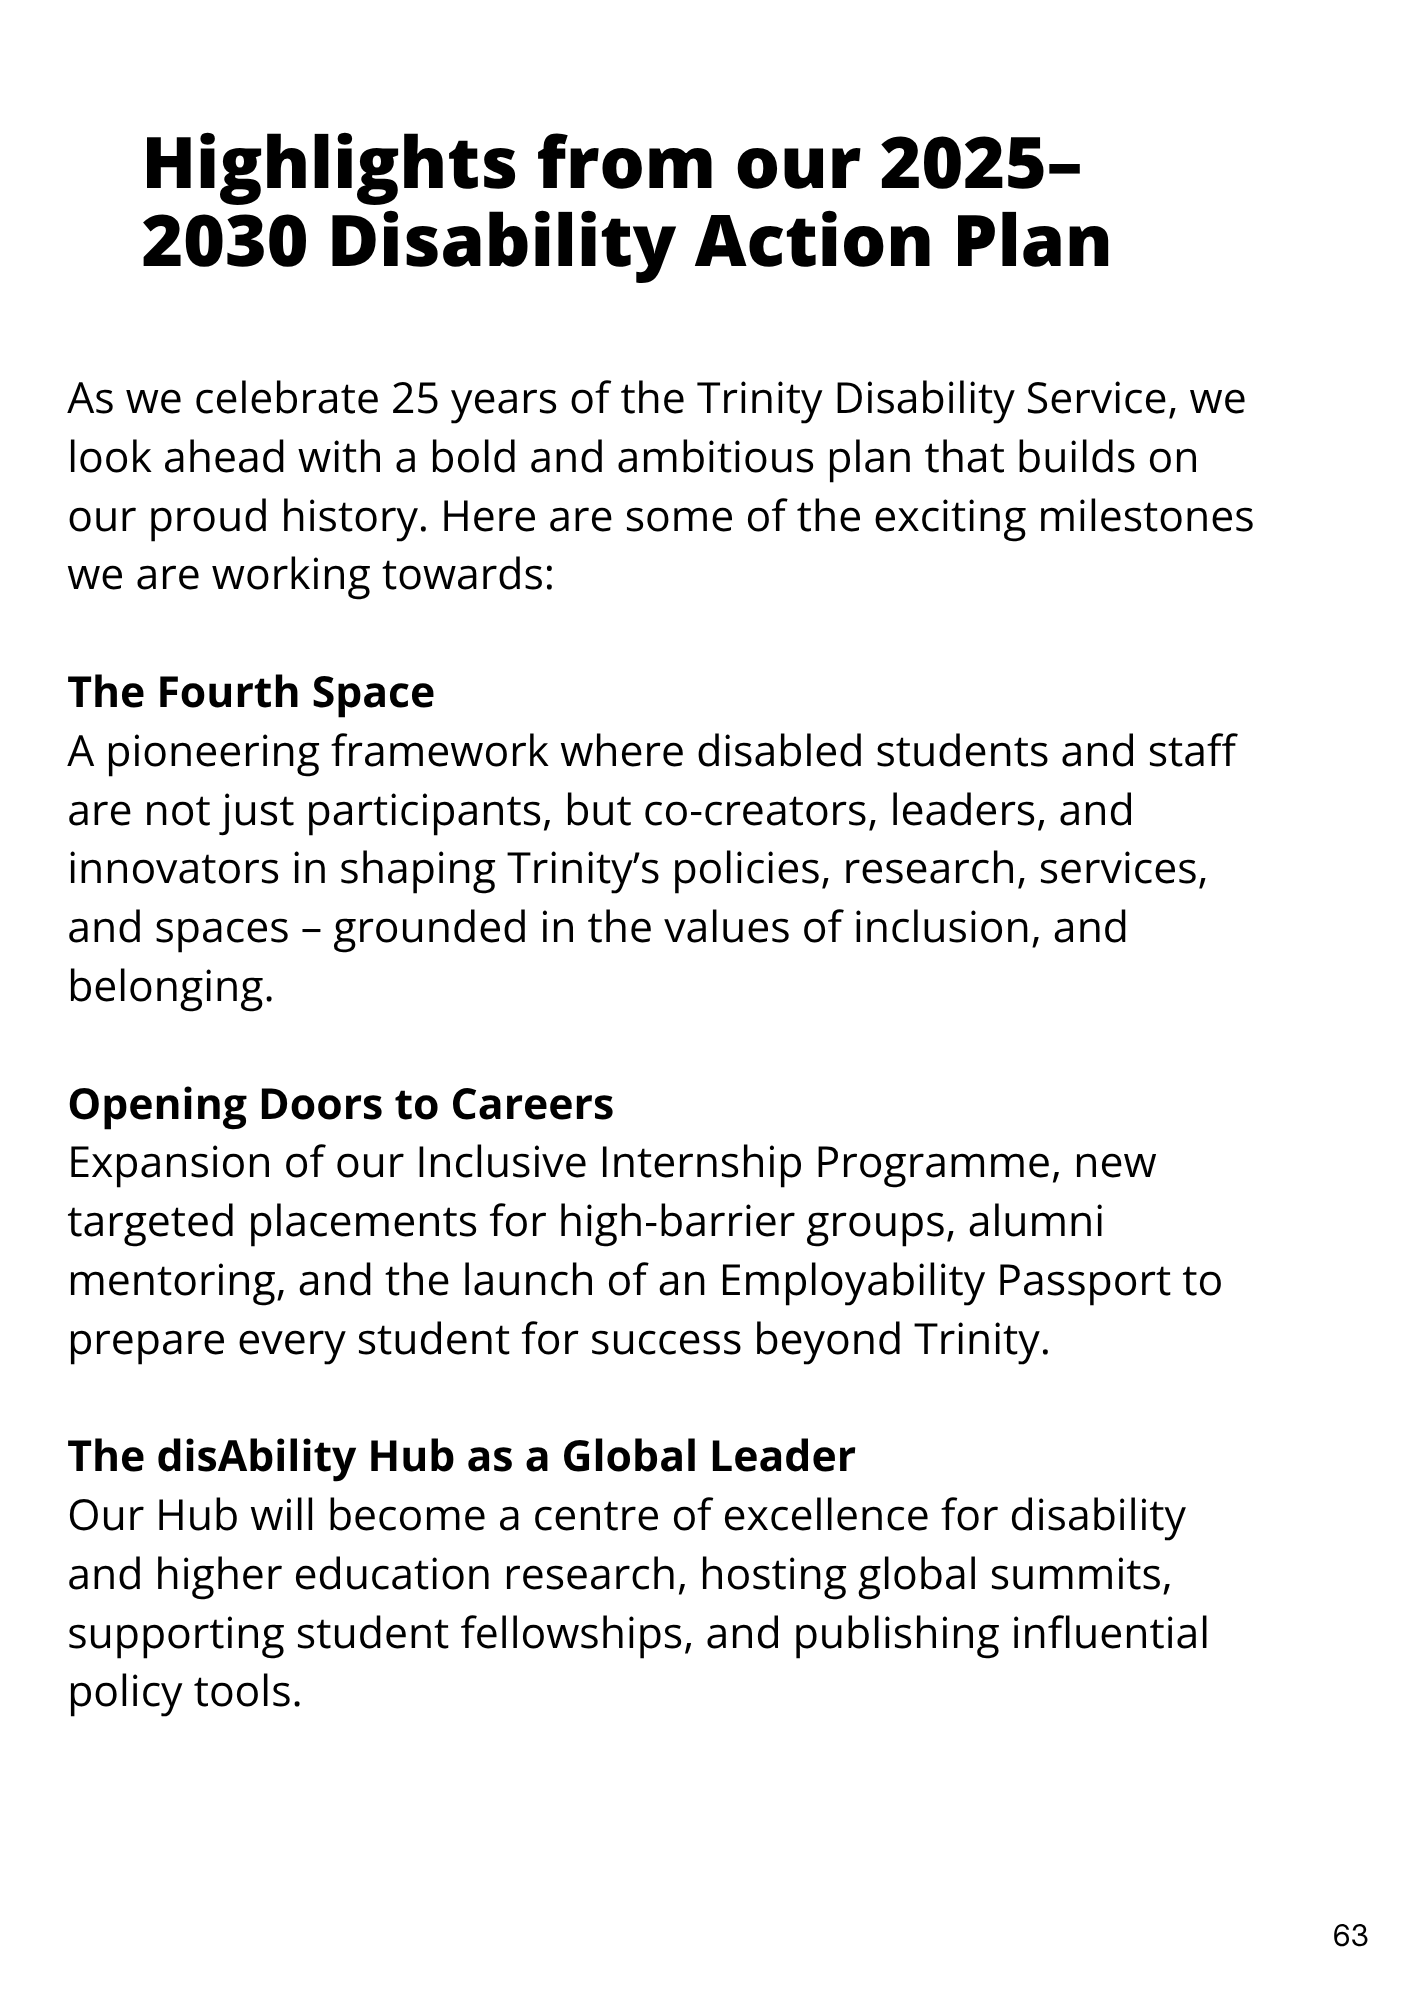 Highlights from our 2025–
2030 Disability Action Plan
As we celebrate 25 years of the Trinity Disability Service, we
look ahead with a bold and ambitious plan that builds on
our proud history. Here are some of the exciting milestones
we are working towards:
The Fourth Space
A pioneering framework where disabled students and staff
are not just participants, but co-creators, leaders, and
innovators in shaping Trinity’s policies, research, services,
and spaces – grounded in the values of inclusion, and
belonging.
Opening Doors to Careers
Expansion of our Inclusive Internship Programme, new
targeted placements for high-barrier groups, alumni
mentoring, and the launch of an Employability Passport to
prepare every student for success beyond Trinity.
The disAbility Hub as a Global Leader
Our Hub will become a centre of excellence for disability
and higher education research, hosting global summits,
supporting student fellowships, and publishing influential
policy tools.
63